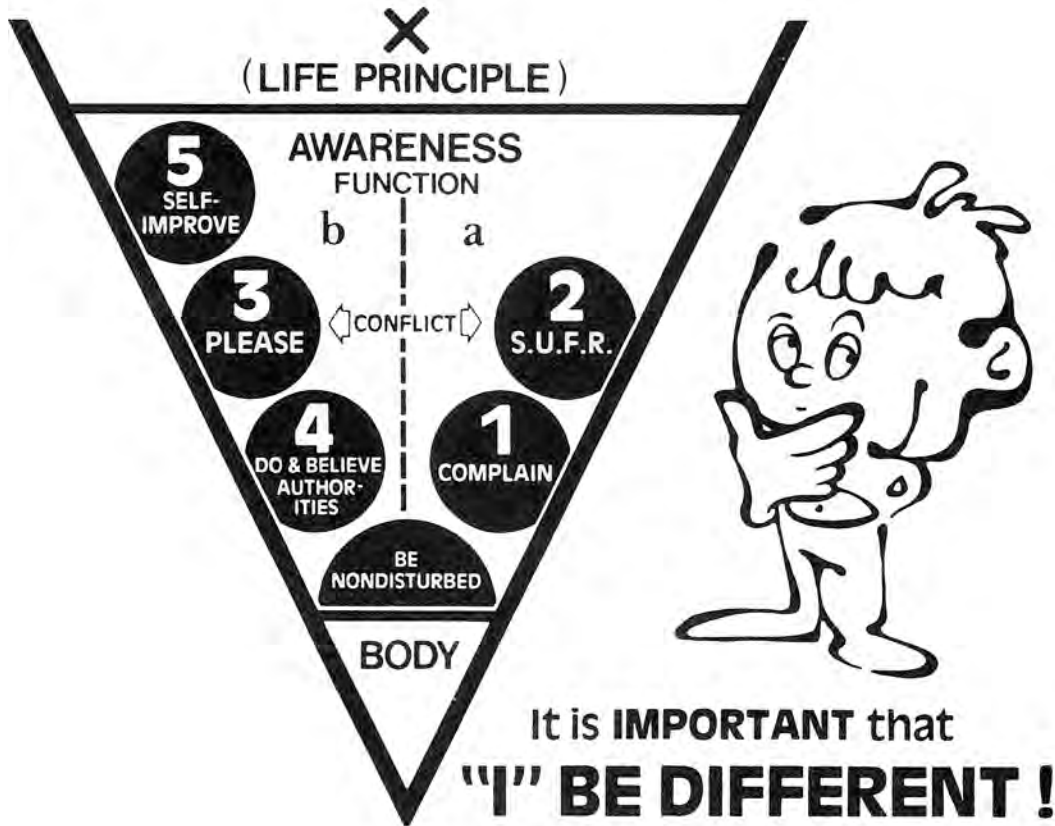 X
(LIFE PRINCIPLE)
AWARENESS
FUNCTION
b
a
5
SELF-
IMPROVE
3
PLEASE
CONFLICT
2
S.U.F.R.
4
DO & BELIEVE
AUTHOR-
ITIES
1
COMPLAIN
BE
NONDISTURBED
BODY
It is IMPORTANT that
"I" BE DIFFERENT!